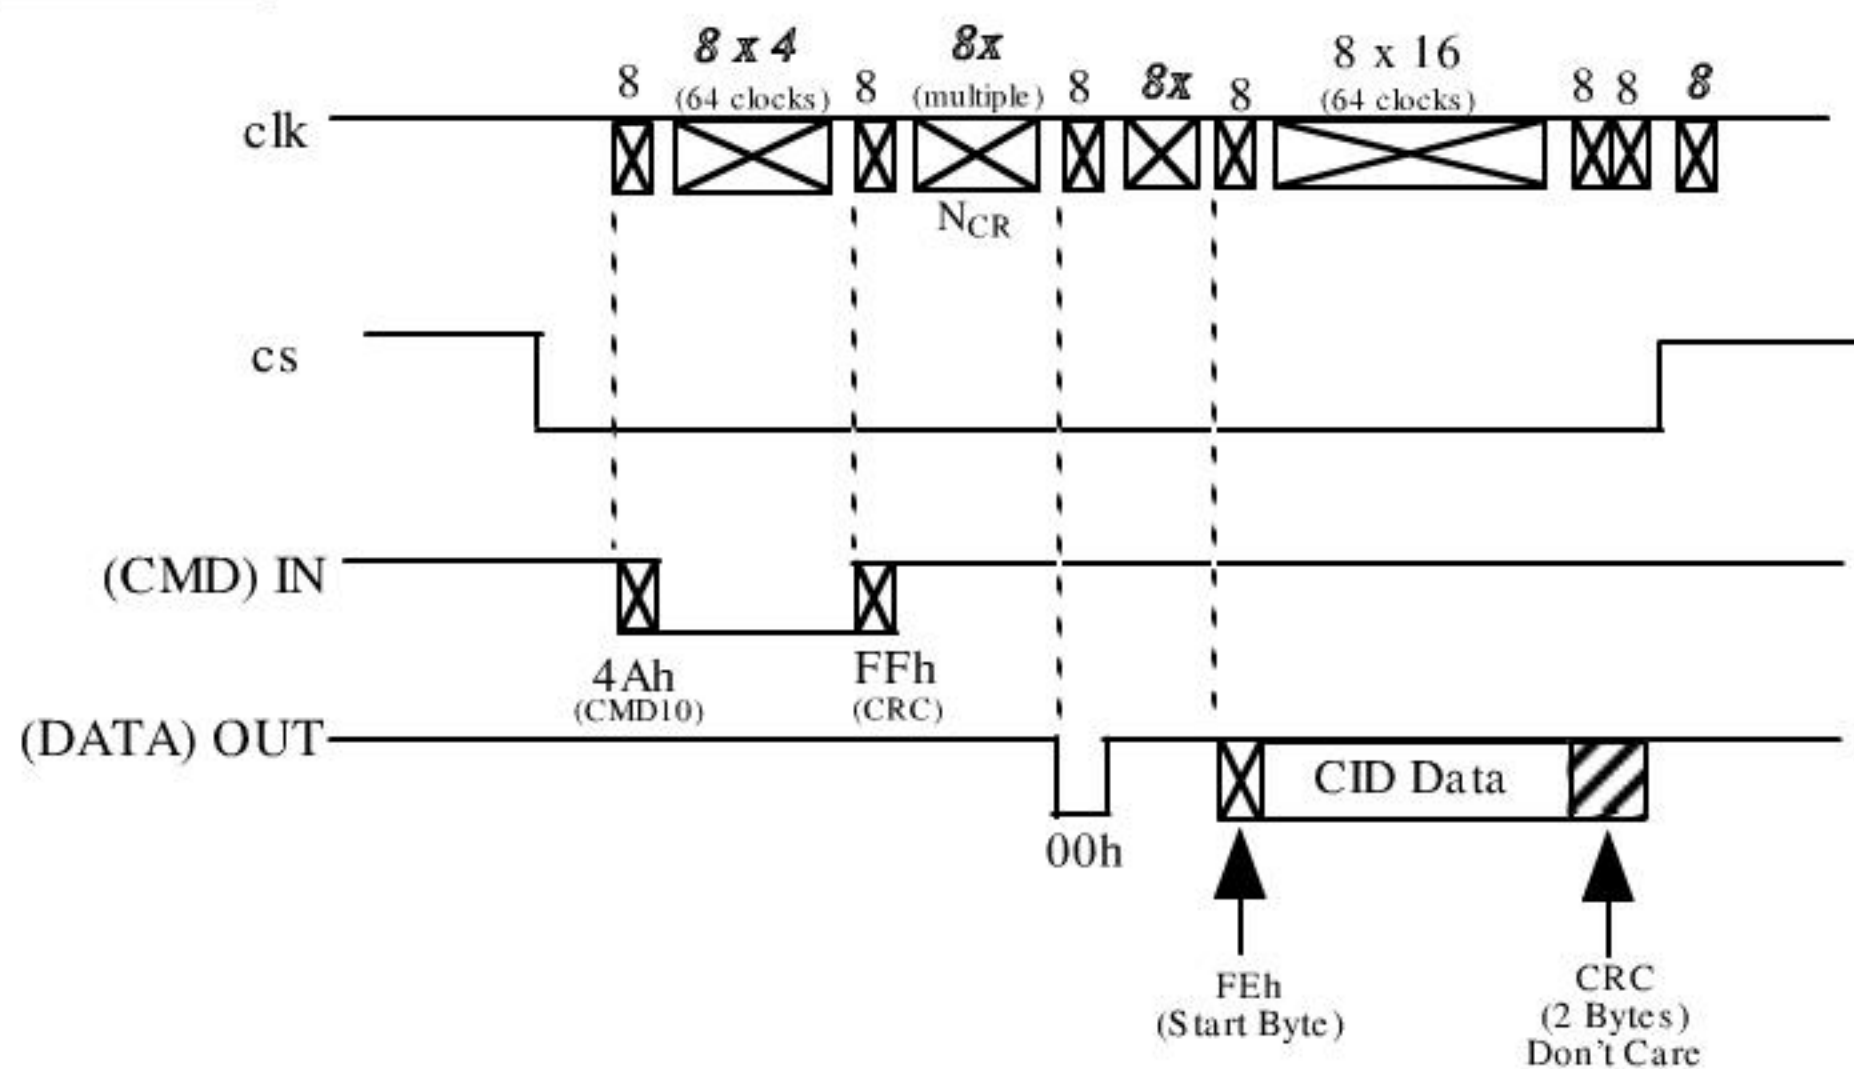 8
8 x 4
(64 clocks)
8
8x
(multiple)
8
8x
8
8 x 16
(64 clocks)
8 8
8
clk
NCR
cs
(CMD) IN
4Ah
(CMD10)
FFh
(CRC)
(DATA) OUT
CID Data
00h
FEh
(Start Byte)
CRC
(2 Bytes)
Don't Care